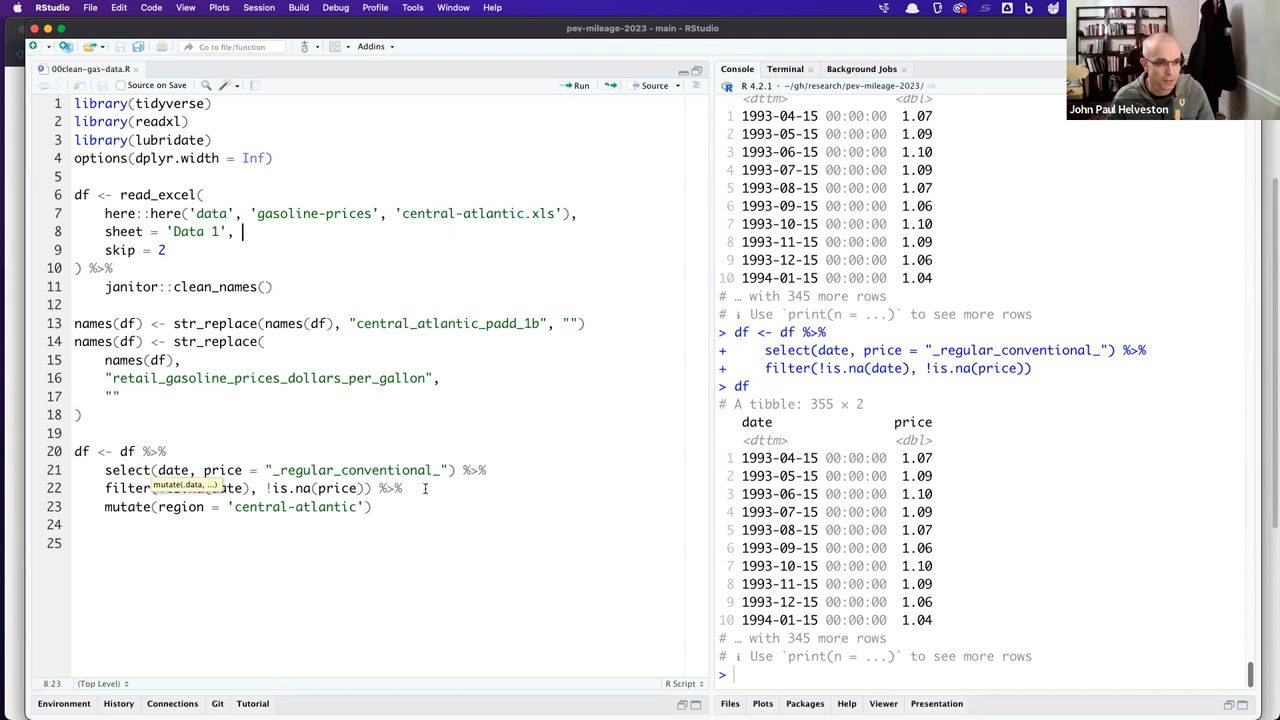 RStudio File Edit Code View Plots Session Build Debug Profile Tools Window Help
pev-mileage-2023 - main - RStudio
Go to file/function Addins
00clean-gas-data.R
Source on Save Run Source
1 library(tidyverse)
2 library(readxl)
3 library(lubridate)
4 options(dplyr.width = Inf)
5
6 df <- read_excel(
7 here::here('data', 'gasoline-prices', 'central-atlantic.xls'),
8 sheet = 'Data 1',
9 skip = 2
10 ) %>%
11 janitor::clean_names()
12
13 names(df) <- str_replace(names(df), "central_atlantic_padd_1b", "")
14 names(df) <- str_replace(
15 names(df),
16 "retail_gasoline_prices_dollars_per_gallon",
17 ""
18 )
19
20 df <- df %>%
21 select(date, price = "_regular_conventional_") %>%
mutate(.data, ...)
22 filter(!is.na(date), !is.na(price)) %>%
23 mutate(region = 'central-atlantic')
24
25
8:23 (Top Level) R Script
Environment History Connections Git Tutorial
Console Terminal Background Jobs
R 4.2.1 · ~/gh/research/pev-mileage-2023/
<dttm> <dbl>
1 1993-04-15 00:00:00 1.07
2 1993-05-15 00:00:00 1.09
3 1993-06-15 00:00:00 1.10
4 1993-07-15 00:00:00 1.09
5 1993-08-15 00:00:00 1.07
6 1993-09-15 00:00:00 1.06
7 1993-10-15 00:00:00 1.10
8 1993-11-15 00:00:00 1.09
9 1993-12-15 00:00:00 1.06
10 1994-01-15 00:00:00 1.04
# … with 345 more rows
# ℹ Use `print(n = ...)` to see more rows
> df <- df %>%
+ select(date, price = "_regular_conventional_") %>%
+ filter(!is.na(date), !is.na(price))
> df
# A tibble: 355 × 2
date price
<dttm> <dbl>
1 1993-04-15 00:00:00 1.07
2 1993-05-15 00:00:00 1.09
3 1993-06-15 00:00:00 1.10
4 1993-07-15 00:00:00 1.09
5 1993-08-15 00:00:00 1.07
6 1993-09-15 00:00:00 1.06
7 1993-10-15 00:00:00 1.10
8 1993-11-15 00:00:00 1.09
9 1993-12-15 00:00:00 1.06
10 1994-01-15 00:00:00 1.04
# … with 345 more rows
# ℹ Use `print(n = ...)` to see more rows
>
Files Plots Packages Help Viewer Presentation
John Paul Helveston